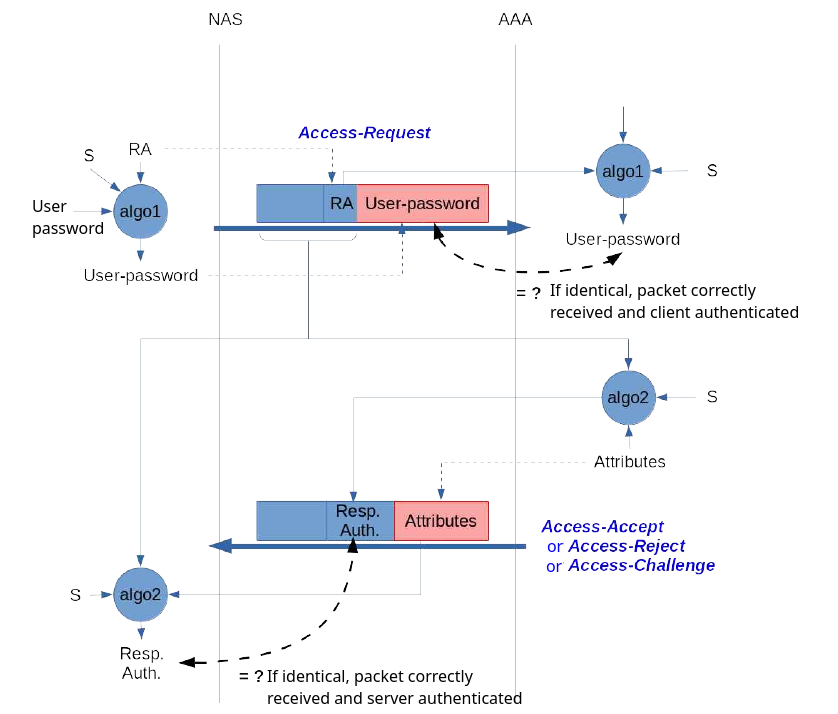 NAS
AAA
Access-Request
S
RA
algo1
S
User
password
algo1
RA
User-password
User-password
User-password
= ? If identical, packet correctly
received and client authenticated
algo2
S
Attributes
Resp.
Auth.
Attributes
Access-Accept
or Access-Reject
or Access-Challenge
S
algo2
Resp.
Auth.
= ? If identical, packet correctly
received and server authenticated